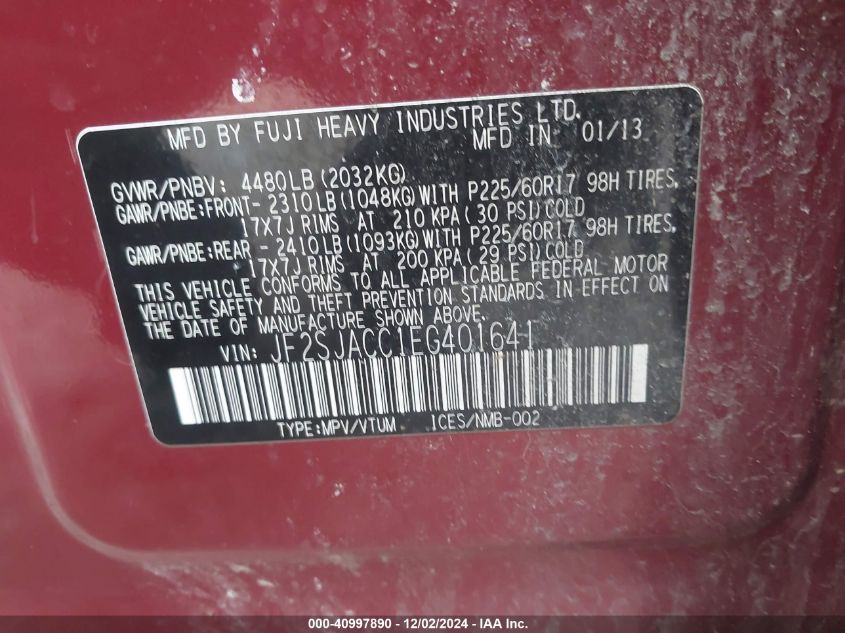 MFD BY FUJI HEAVY INDUSTRIES LTD.
MFD IN 01/13
GVWR/PNBV: 4480LB(2032KG)
GAWR/PNBE:FRONT- 2310LB(1048KG)WITH P225/60R17 98H TIRES,
17X7J RIMS AT 210 KPA(30 PSI)COLD
GAWR/PNBE:REAR - 2410LB(1093KG)WITH P225/60R17 98H TIRES,
17X7J RIMS AT 200 KPA(29 PSI)COLD
THIS VEHICLE CONFORMS TO ALL APPLICABLE FEDERAL MOTOR
VEHICLE SAFETY AND THEFT PREVENTION STANDARDS IN EFFECT ON
THE DATE OF MANUFACTURE SHOWN ABOVE.
VIN: JF2SJACC1EG401641
TYPE:MPV/VTUM ICES/NMB-002
000-40997890 - 12/02/2024 - IAA Inc.